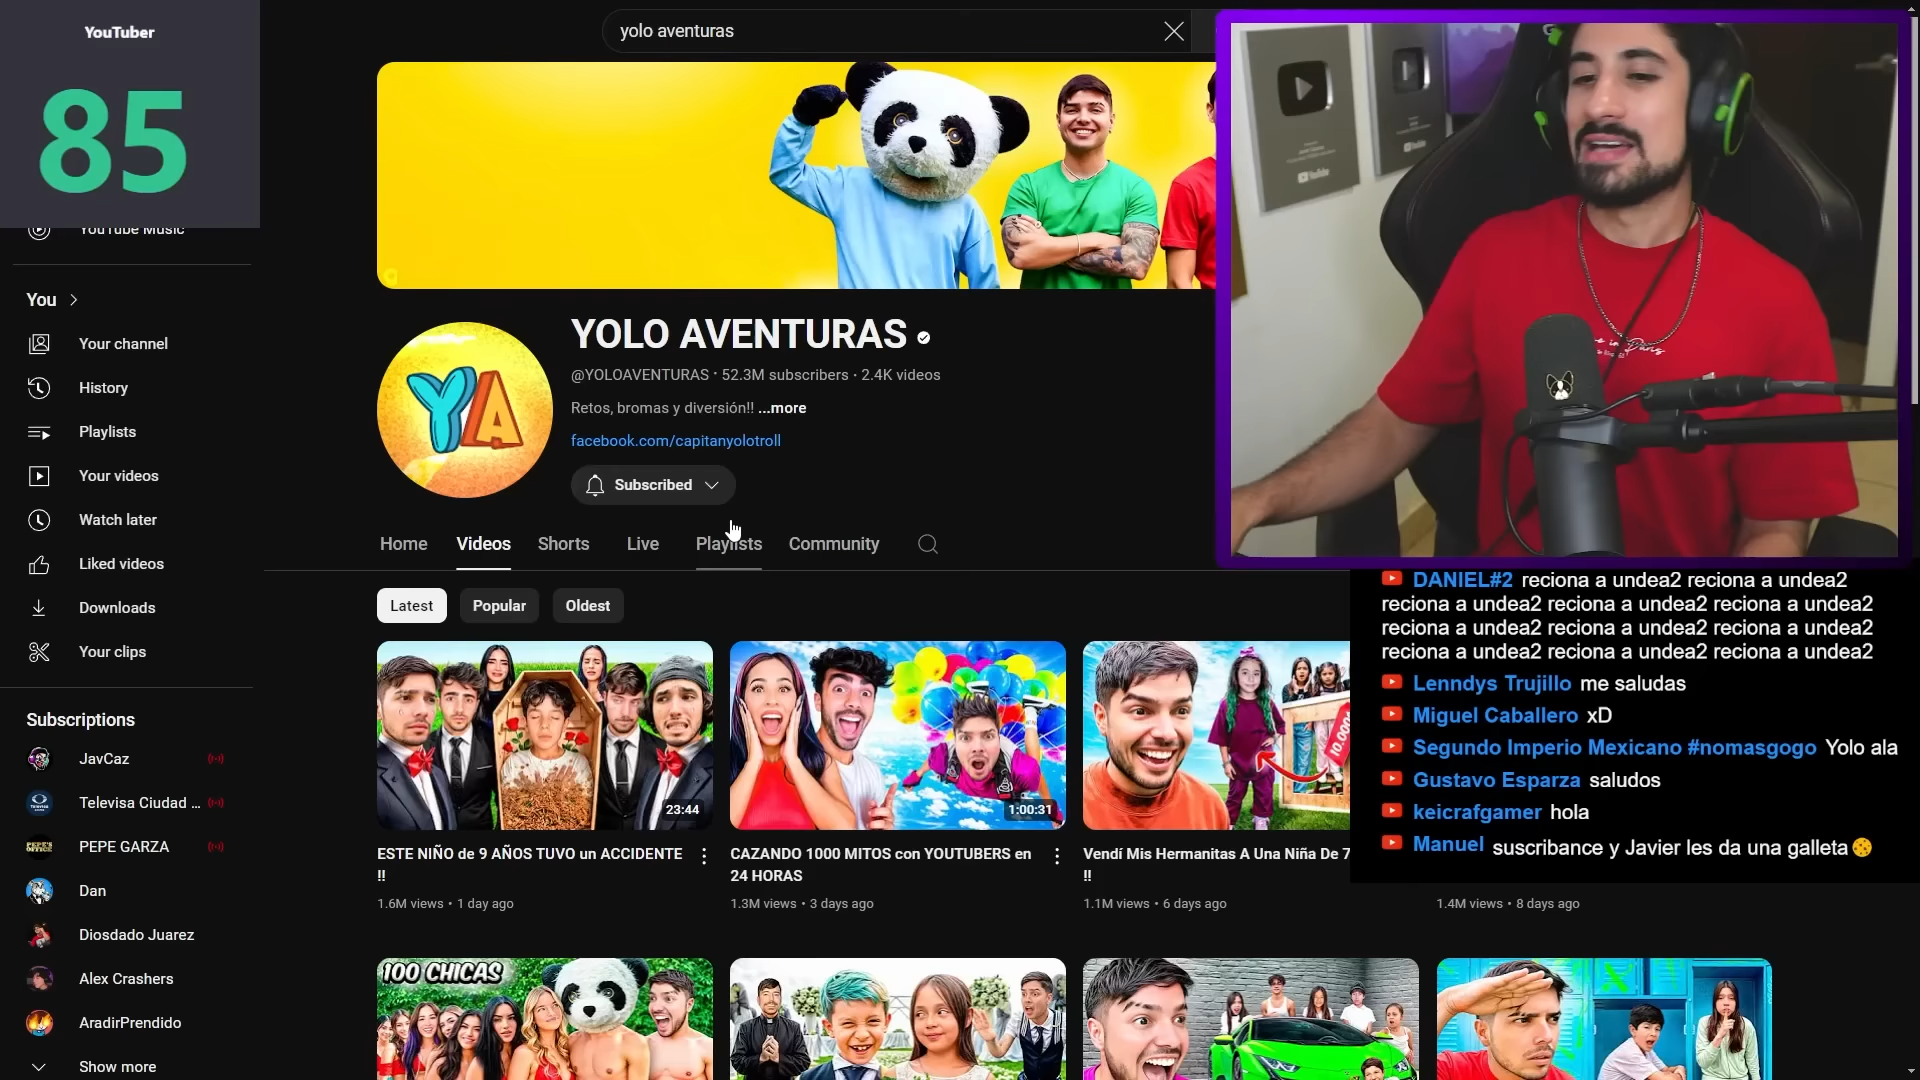 YouTuber
85
yolo aventuras
YouTube Music
You
Your channel
History
Playlists
Your videos
Watch later
Liked videos
Downloads
Your clips
Subscriptions
JavCaz
Televisa Ciudad ...
PEPE GARZA
Dan
Diosdado Juarez
Alex Crashers
AradirPrendido
Show more
YA
YOLO AVENTURAS
@YOLOAVENTURAS · 52.3M subscribers · 2.4K videos
Retos, bromas y diversión!! ...more
facebook.com/capitanyolotroll
Subscribed
Home Videos Shorts Live Playlists Community
Latest Popular Oldest
23:44
1:00:31
10.000
ESTE NIÑO de 9 AÑOS TUVO un ACCIDENTE
!!
1.6M views • 1 day ago
CAZANDO 1000 MITOS con YOUTUBERS en
24 HORAS
1.3M views • 3 days ago
Vendí Mis Hermanitas A Una Niña De 7
!!
1.1M views • 6 days ago
1.4M views • 8 days ago
100 CHICAS
YouTube
YouTube
DANIEL#2 reciona a undea2 reciona a undea2
reciona a undea2 reciona a undea2 reciona a undea2
reciona a undea2 reciona a undea2 reciona a undea2
reciona a undea2 reciona a undea2 reciona a undea2
Lenndys Trujillo me saludas
Miguel Caballero xD
Segundo Imperio Mexicano #nomasgogo Yolo ala
Gustavo Esparza saludos
keicrafgamer hola
Manuel suscribance y Javier les da una galleta